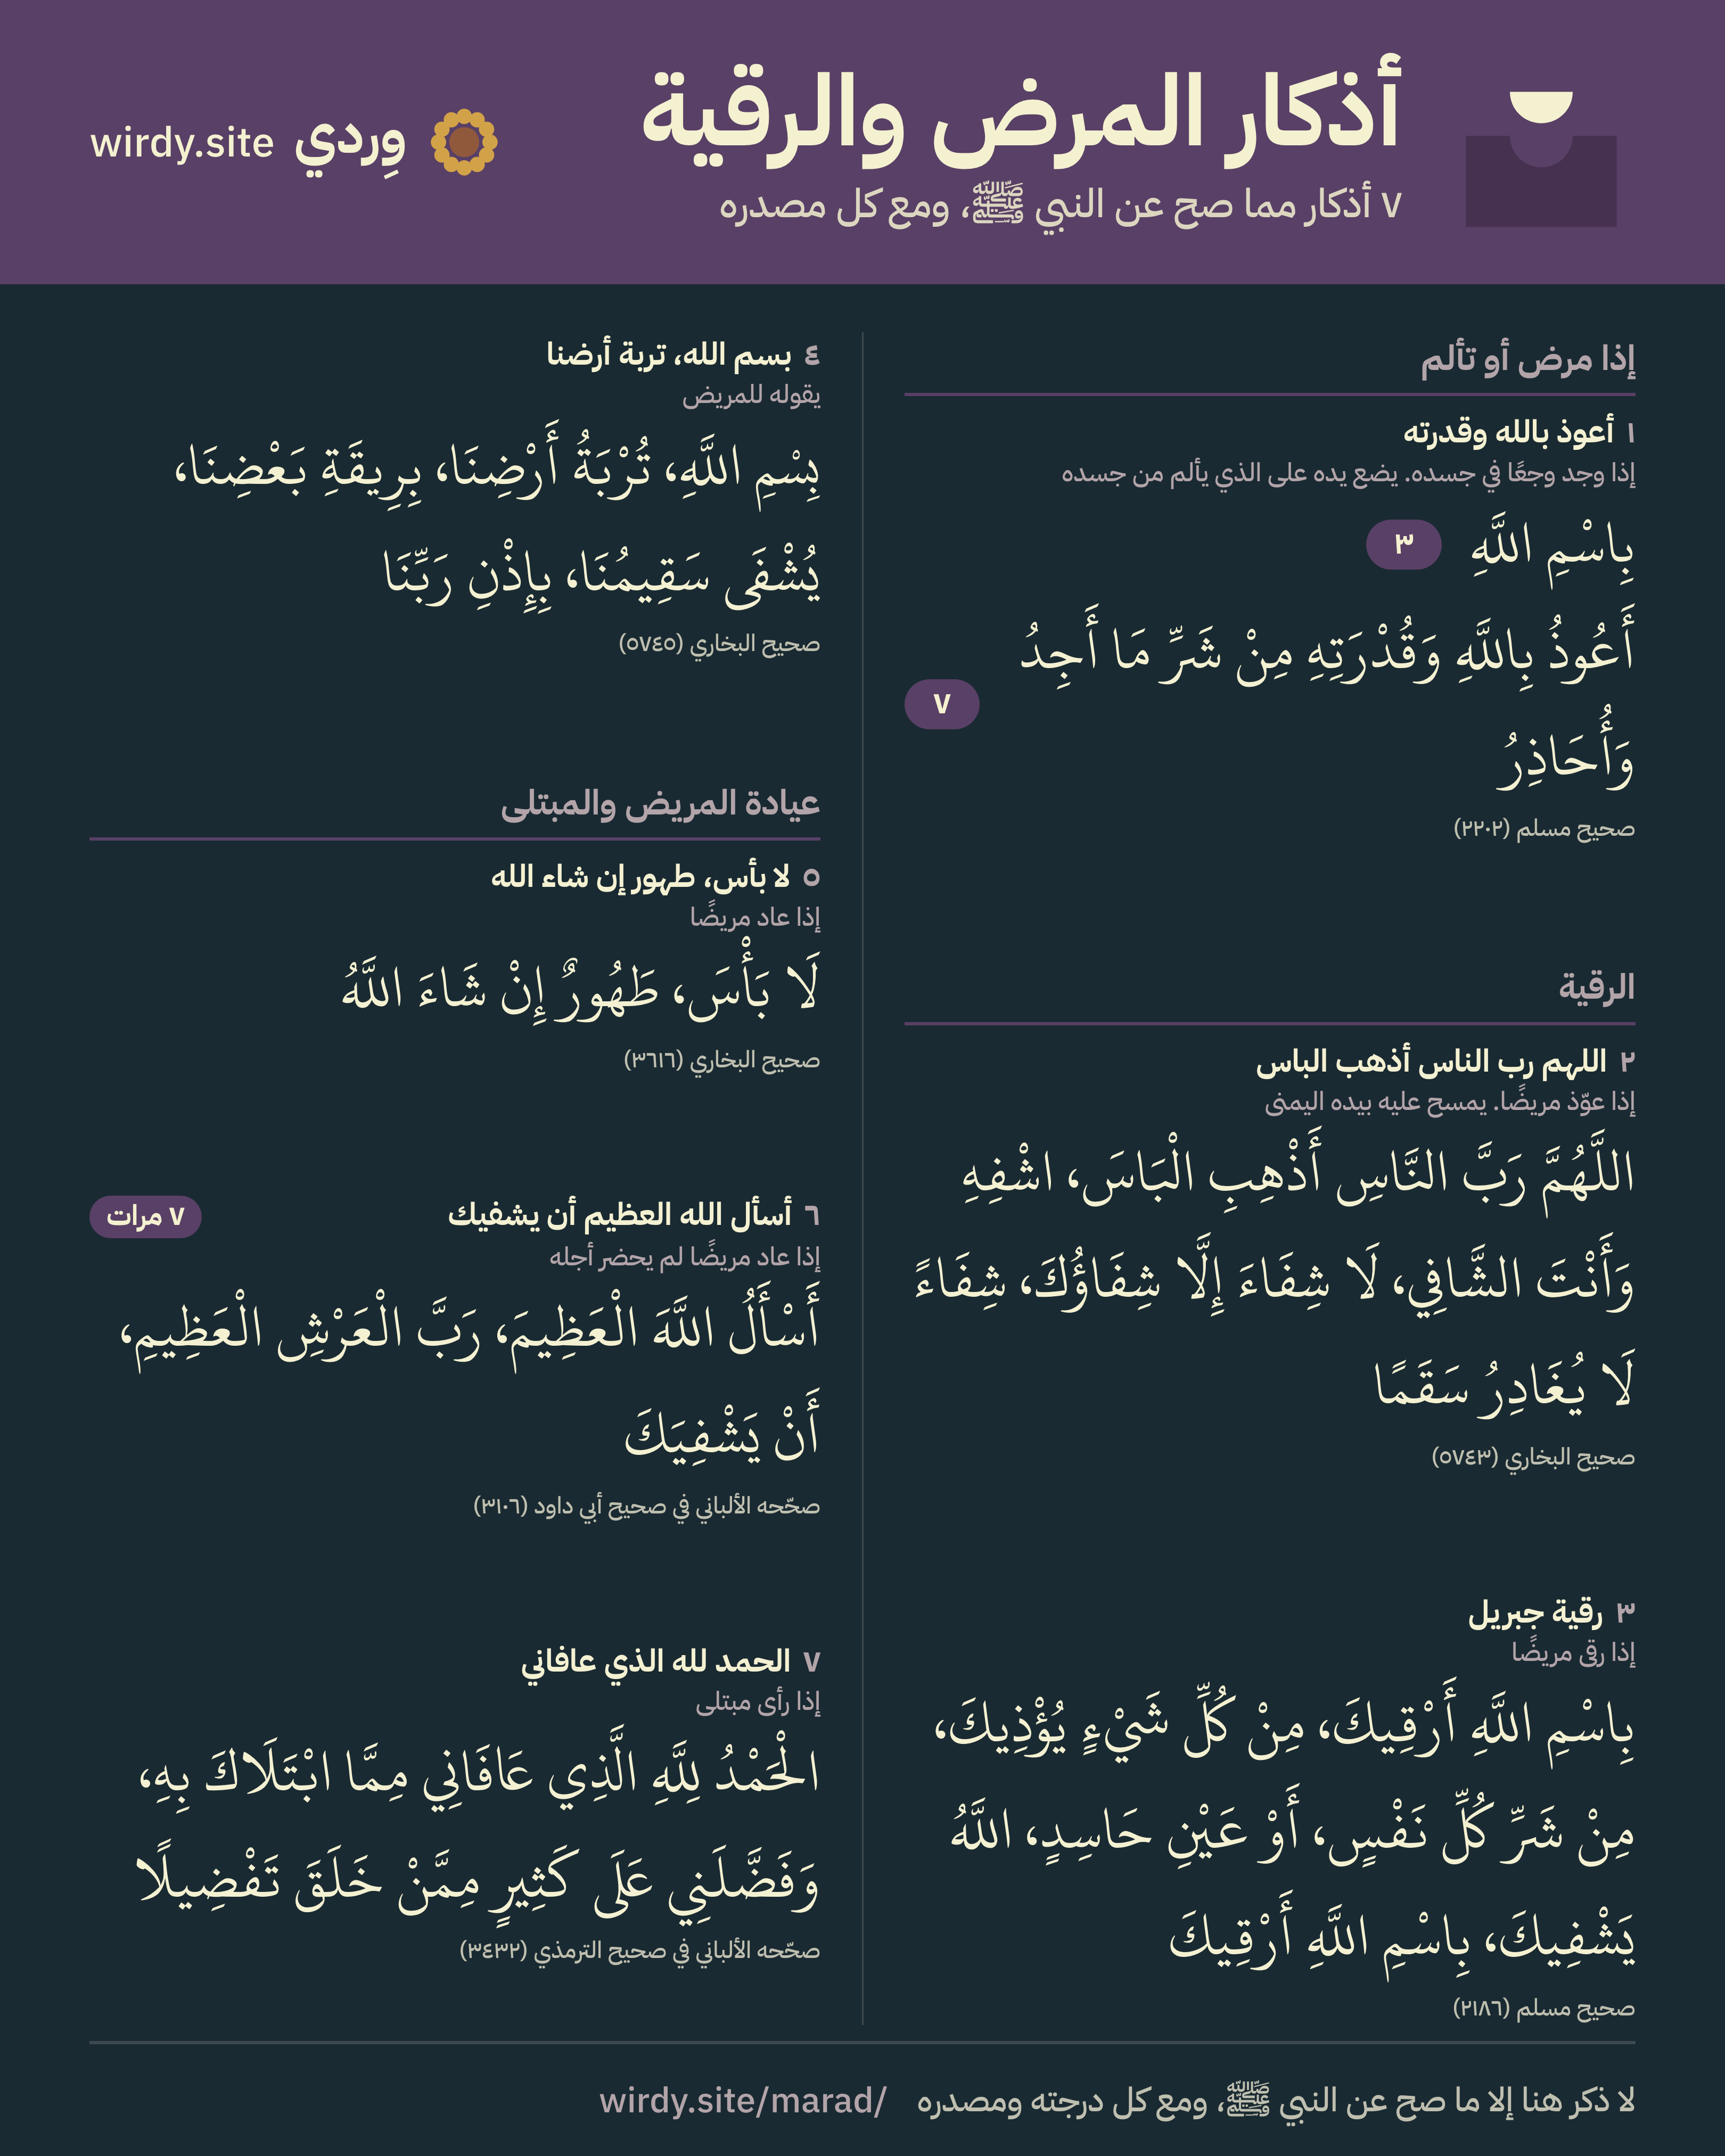 أذكار المرض والرقية
٧ أذكار مما صح عن النبي ﷺ، ومع كل مصدره
وِردي wirdy.site
إذا مرض أو تألم
١ أعوذ بالله وقدرته
إذا وجد وجعًا في جسده. يضع يده على الذي يألم من جسده
بِاسْمِ اللَّهِ ٣
أَعُوذُ بِاللَّهِ وَقُدْرَتِهِ مِنْ شَرِّ مَا أَجِدُ
٧
وَأُحَاذِرُ
صحيح مسلم (٢٢٠٢)
الرقية
٢ اللهم رب الناس أذهب الباس
إذا عوّذ مريضًا. يمسح عليه بيده اليمنى
اللَّهُمَّ رَبَّ النَّاسِ أَذْهِبِ الْبَاسَ، اشْفِهِ
وَأَنْتَ الشَّافِي، لَا شِفَاءَ إِلَّا شِفَاؤُكَ، شِفَاءً
لَا يُغَادِرُ سَقَمًا
صحيح البخاري (٥٧٤٣)
٣ رقية جبريل
إذا رقى مريضًا
بِاسْمِ اللَّهِ أَرْقِيكَ، مِنْ كُلِّ شَيْءٍ يُؤْذِيكَ،
مِنْ شَرِّ كُلِّ نَفْسٍ، أَوْ عَيْنِ حَاسِدٍ، اللَّهُ
يَشْفِيكَ، بِاسْمِ اللَّهِ أَرْقِيكَ
صحيح مسلم (٢١٨٦)
٤ بسم الله، تربة أرضنا
يقوله للمريض
بِسْمِ اللَّهِ، تُرْبَةُ أَرْضِنَا، بِرِيقَةِ بَعْضِنَا،
يُشْفَى سَقِيمُنَا، بِإِذْنِ رَبِّنَا
صحيح البخاري (٥٧٤٥)
عيادة المريض والمبتلى
٥ لا بأس، طهور إن شاء الله
إذا عاد مريضًا
لَا بَأْسَ، طَهُورٌ إِنْ شَاءَ اللَّهُ
صحيح البخاري (٣٦١٦)
٦ أسأل الله العظيم أن يشفيك ٧ مرات
إذا عاد مريضًا لم يحضر أجله
أَسْأَلُ اللَّهَ الْعَظِيمَ، رَبَّ الْعَرْشِ الْعَظِيمِ،
أَنْ يَشْفِيَكَ
صحّحه الألباني في صحيح أبي داود (٣١٠٦)
٧ الحمد لله الذي عافاني
إذا رأى مبتلى
الْحَمْدُ لِلَّهِ الَّذِي عَافَانِي مِمَّا ابْتَلَاكَ بِهِ،
وَفَضَّلَنِي عَلَى كَثِيرٍ مِمَّنْ خَلَقَ تَفْضِيلًا
صحّحه الألباني في صحيح الترمذي (٣٤٣٢)
لا ذكر هنا إلا ما صح عن النبي ﷺ، ومع كل درجته ومصدره wirdy.site/marad/